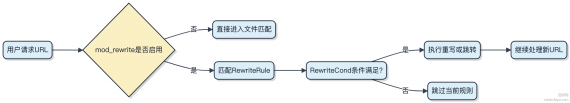 用户请求URL
mod_rewrite是否启用
否
直接进入文件匹配
是
匹配RewriteRule
RewriteCond条件满足?
是
执行重写或跳转
继续处理新URL
否
跳过当前规则